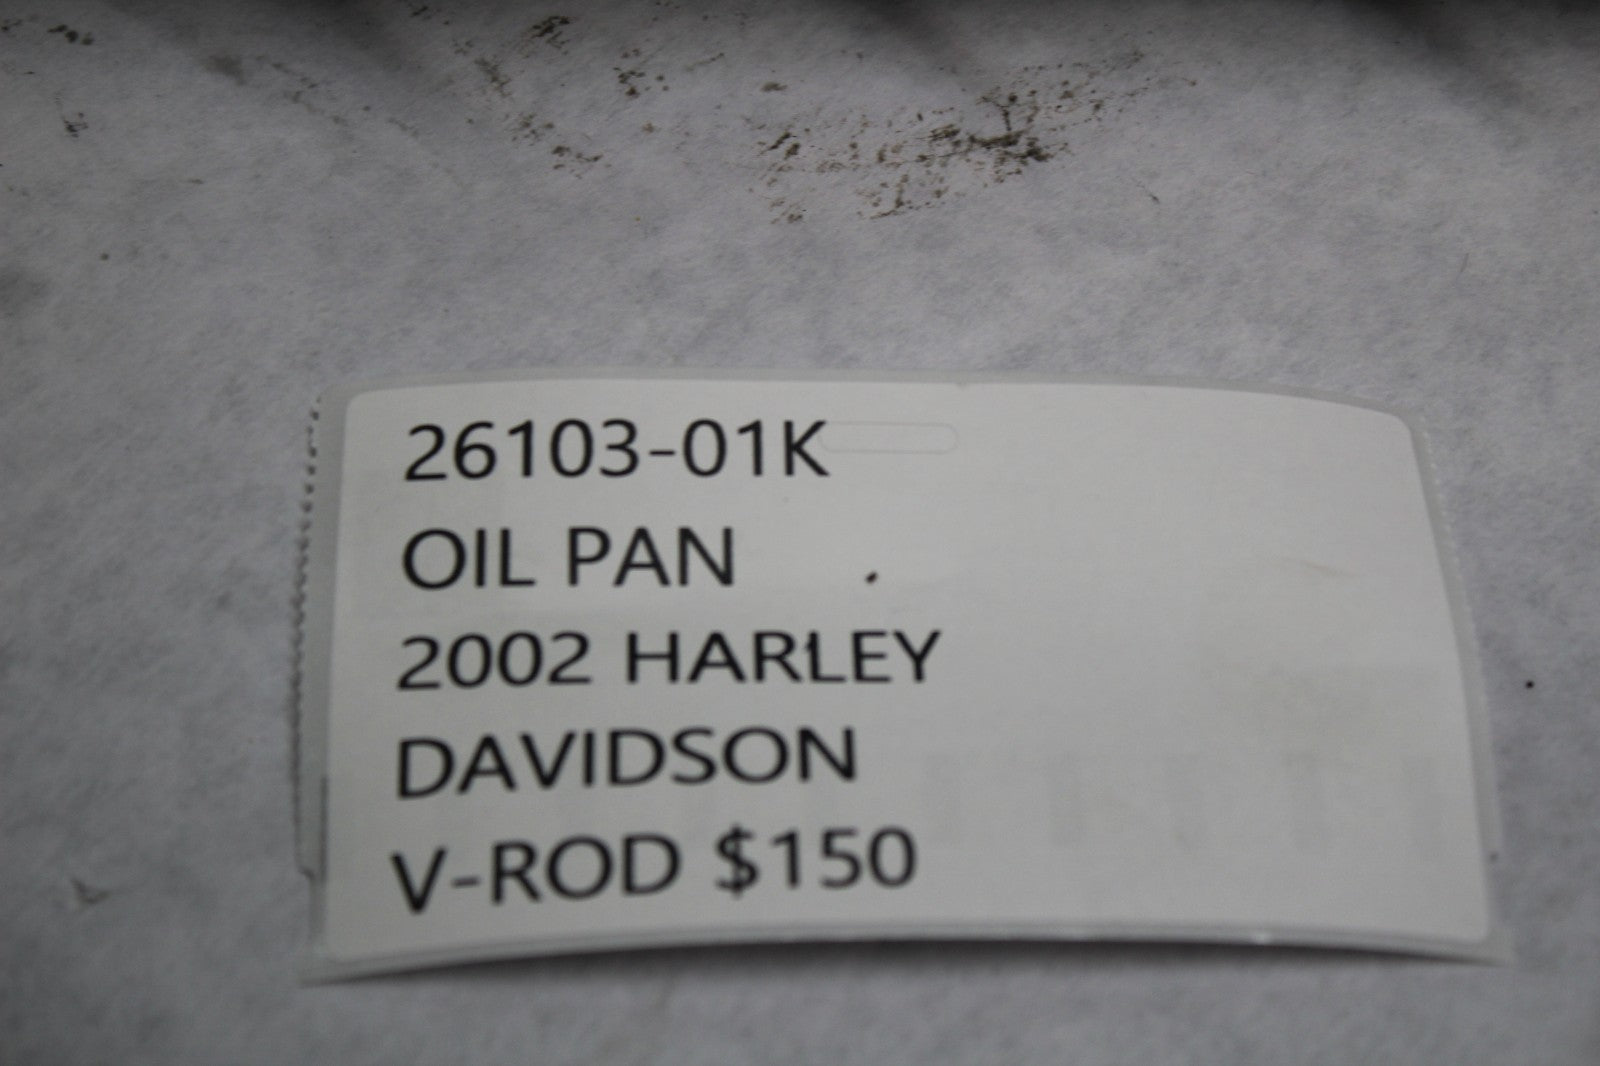 26103-01K
OIL PAN
2002 HARLEY
DAVIDSON
V-ROD $150